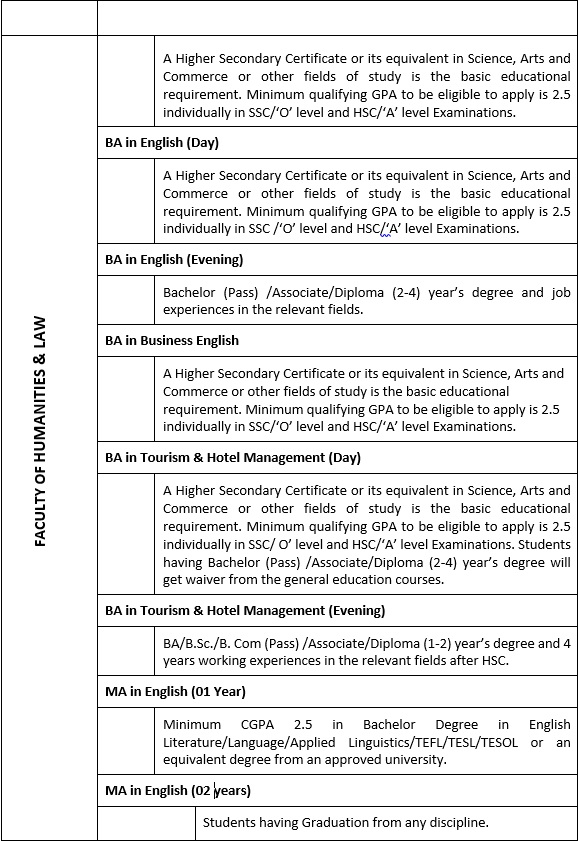 FACULTY OF HUMANITIES & LAW
A Higher Secondary Certificate or its equivalent in Science, Arts and
Commerce or other fields of study is the basic educational
requirement. Minimum qualifying GPA to be eligible to apply is 2.5
individually in SSC/‘O’ level and HSC/‘A’ level Examinations.
BA in English (Day)
A Higher Secondary Certificate or its equivalent in Science, Arts and
Commerce or other fields of study is the basic educational
requirement. Minimum qualifying GPA to be eligible to apply is 2.5
individually in SSC /‘O’ level and HSC/‘A’ level Examinations.
BA in English (Evening)
Bachelor (Pass) /Associate/Diploma (2-4) year’s degree and job
experiences in the relevant fields.
BA in Business English
A Higher Secondary Certificate or its equivalent in Science, Arts and
Commerce or other fields of study is the basic educational
requirement. Minimum qualifying GPA to be eligible to apply is 2.5
individually in SSC/‘O’ level and HSC/‘A’ level Examinations.
BA in Tourism & Hotel Management (Day)
A Higher Secondary Certificate or its equivalent in Science, Arts and
Commerce or other fields of study is the basic educational
requirement. Minimum qualifying GPA to be eligible to apply is 2.5
individually in SSC/ O’ level and HSC/‘A’ level Examinations. Students
having Bachelor (Pass) /Associate/Diploma (2-4) year’s degree will
get waiver from the general education courses.
BA in Tourism & Hotel Management (Evening)
BA/B.Sc./B. Com (Pass) /Associate/Diploma (1-2) year’s degree and 4
years working experiences in the relevant fields after HSC.
MA in English (01 Year)
Minimum CGPA 2.5 in Bachelor Degree in English
Literature/Language/Applied Linguistics/TEFL/TESL/TESOL or an
equivalent degree from an approved university.
MA in English (02 years)
Students having Graduation from any discipline.